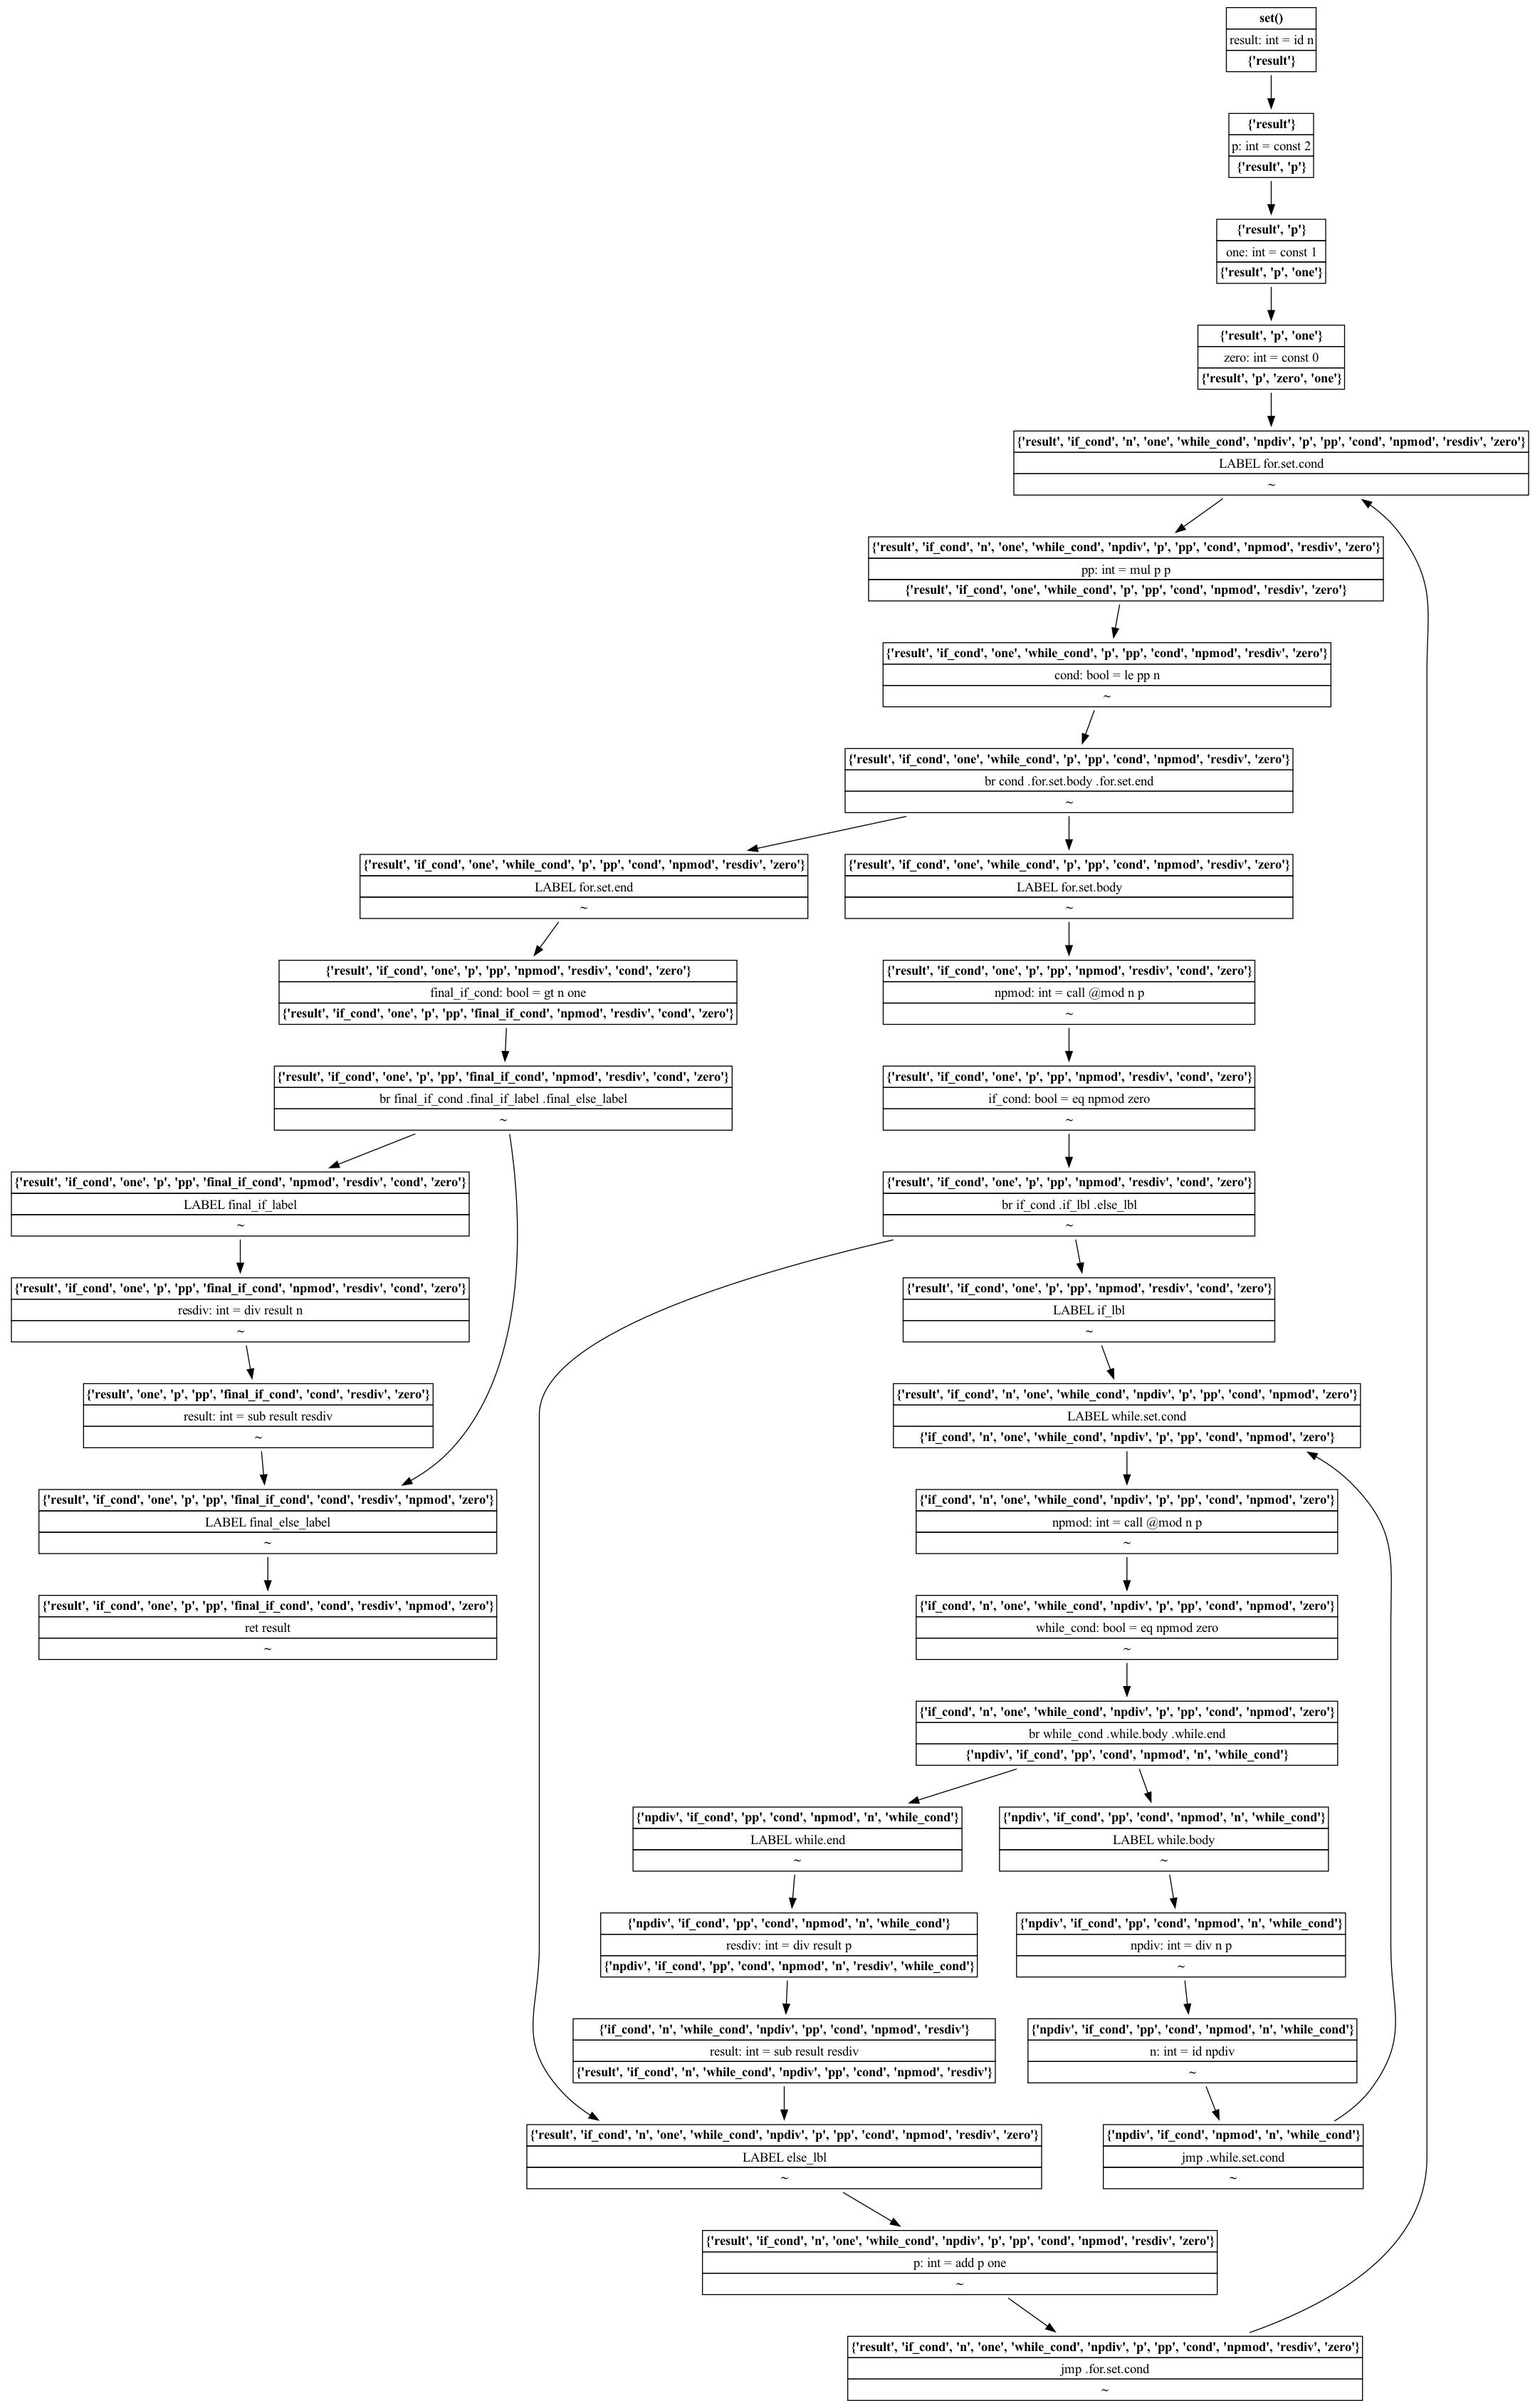 set()
result: int = id n
{'result'}
{'result'}
p: int = const 2
{'result', 'p'}
{'result', 'p'}
one: int = const 1
{'result', 'p', 'one'}
{'result', 'p', 'one'}
zero: int = const 0
{'result', 'p', 'zero', 'one'}
{'result', 'if_cond', 'n', 'one', 'while_cond', 'npdiv', 'p', 'pp', 'cond', 'npmod', 'resdiv', 'zero'}
LABEL for.set.cond
~
{'result', 'if_cond', 'n', 'one', 'while_cond', 'npdiv', 'p', 'pp', 'cond', 'npmod', 'resdiv', 'zero'}
pp: int = mul p p
{'result', 'if_cond', 'one', 'while_cond', 'p', 'pp', 'cond', 'npmod', 'resdiv', 'zero'}
{'result', 'if_cond', 'one', 'while_cond', 'p', 'pp', 'cond', 'npmod', 'resdiv', 'zero'}
cond: bool = le pp n
~
{'result', 'if_cond', 'one', 'while_cond', 'p', 'pp', 'cond', 'npmod', 'resdiv', 'zero'}
br cond .for.set.body .for.set.end
~
{'result', 'if_cond', 'one', 'while_cond', 'p', 'pp', 'cond', 'npmod', 'resdiv', 'zero'}
LABEL for.set.end
~
{'result', 'if_cond', 'one', 'while_cond', 'p', 'pp', 'cond', 'npmod', 'resdiv', 'zero'}
LABEL for.set.body
~
{'result', 'if_cond', 'one', 'p', 'pp', 'npmod', 'resdiv', 'cond', 'zero'}
final_if_cond: bool = gt n one
{'result', 'if_cond', 'one', 'p', 'pp', 'final_if_cond', 'npmod', 'resdiv', 'cond', 'zero'}
{'result', 'if_cond', 'one', 'p', 'pp', 'npmod', 'resdiv', 'cond', 'zero'}
npmod: int = call @mod n p
~
{'result', 'if_cond', 'one', 'p', 'pp', 'final_if_cond', 'npmod', 'resdiv', 'cond', 'zero'}
br final_if_cond .final_if_label .final_else_label
~
{'result', 'if_cond', 'one', 'p', 'pp', 'npmod', 'resdiv', 'cond', 'zero'}
if_cond: bool = eq npmod zero
~
{'result', 'if_cond', 'one', 'p', 'pp', 'final_if_cond', 'npmod', 'resdiv', 'cond', 'zero'}
LABEL final_if_label
~
{'result', 'if_cond', 'one', 'p', 'pp', 'npmod', 'resdiv', 'cond', 'zero'}
br if_cond .if_lbl .else_lbl
~
{'result', 'if_cond', 'one', 'p', 'pp', 'final_if_cond', 'npmod', 'resdiv', 'cond', 'zero'}
resdiv: int = div result n
~
{'result', 'if_cond', 'one', 'p', 'pp', 'npmod', 'resdiv', 'cond', 'zero'}
LABEL if_lbl
~
{'result', 'one', 'p', 'pp', 'final_if_cond', 'cond', 'resdiv', 'zero'}
result: int = sub result resdiv
~
{'result', 'if_cond', 'n', 'one', 'while_cond', 'npdiv', 'p', 'pp', 'cond', 'npmod', 'zero'}
LABEL while.set.cond
{'if_cond', 'n', 'one', 'while_cond', 'npdiv', 'p', 'pp', 'cond', 'npmod', 'zero'}
{'result', 'if_cond', 'one', 'p', 'pp', 'final_if_cond', 'cond', 'resdiv', 'npmod', 'zero'}
LABEL final_else_label
~
{'if_cond', 'n', 'one', 'while_cond', 'npdiv', 'p', 'pp', 'cond', 'npmod', 'zero'}
npmod: int = call @mod n p
~
{'result', 'if_cond', 'one', 'p', 'pp', 'final_if_cond', 'cond', 'resdiv', 'npmod', 'zero'}
ret result
~
{'if_cond', 'n', 'one', 'while_cond', 'npdiv', 'p', 'pp', 'cond', 'npmod', 'zero'}
while_cond: bool = eq npmod zero
~
{'if_cond', 'n', 'one', 'while_cond', 'npdiv', 'p', 'pp', 'cond', 'npmod', 'zero'}
br while_cond .while.body .while.end
{'npdiv', 'if_cond', 'pp', 'cond', 'npmod', 'n', 'while_cond'}
{'npdiv', 'if_cond', 'pp', 'cond', 'npmod', 'n', 'while_cond'}
LABEL while.end
~
{'npdiv', 'if_cond', 'pp', 'cond', 'npmod', 'n', 'while_cond'}
LABEL while.body
~
{'npdiv', 'if_cond', 'pp', 'cond', 'npmod', 'n', 'while_cond'}
resdiv: int = div result p
{'npdiv', 'if_cond', 'pp', 'cond', 'npmod', 'n', 'resdiv', 'while_cond'}
{'npdiv', 'if_cond', 'pp', 'cond', 'npmod', 'n', 'while_cond'}
npdiv: int = div n p
~
{'if_cond', 'n', 'while_cond', 'npdiv', 'pp', 'cond', 'npmod', 'resdiv'}
result: int = sub result resdiv
{'result', 'if_cond', 'n', 'while_cond', 'npdiv', 'pp', 'cond', 'npmod', 'resdiv'}
{'npdiv', 'if_cond', 'pp', 'cond', 'npmod', 'n', 'while_cond'}
n: int = id npdiv
~
{'result', 'if_cond', 'n', 'one', 'while_cond', 'npdiv', 'p', 'pp', 'cond', 'npmod', 'resdiv', 'zero'}
LABEL else_lbl
~
{'npdiv', 'if_cond', 'npmod', 'n', 'while_cond'}
jmp .while.set.cond
~
{'result', 'if_cond', 'n', 'one', 'while_cond', 'npdiv', 'p', 'pp', 'cond', 'npmod', 'resdiv', 'zero'}
p: int = add p one
~
{'result', 'if_cond', 'n', 'one', 'while_cond', 'npdiv', 'p', 'pp', 'cond', 'npmod', 'resdiv', 'zero'}
jmp .for.set.cond
~